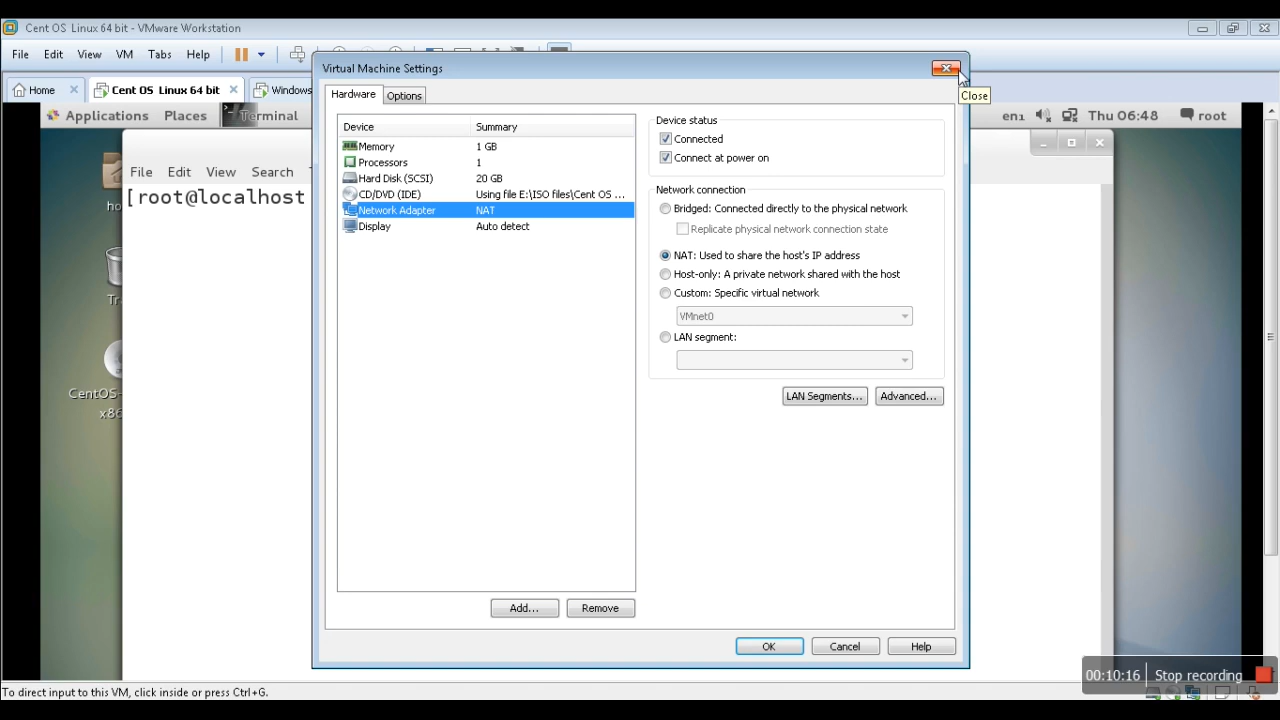 Cent OS Linux 64 bit - VMware Workstation
File Edit View VM Tabs Help
Virtual Machine Settings
Close
Home Cent OS Linux 64 bit Windows
Hardware Options
Applications Places Terminal en1 Thu 06:48 root
Device Summary
Memory 1 GB
Processors 1
Hard Disk (SCSI) 20 GB
CD/DVD (IDE) Using file E:\ISO files\Cent OS ...
Network Adapter NAT
Display Auto detect
Device status
Connected
Connect at power on
Network connection
Bridged: Connected directly to the physical network
Replicate physical network connection state
NAT: Used to share the host's IP address
Host-only: A private network shared with the host
Custom: Specific virtual network
VMnet0
LAN segment:
LAN Segments... Advanced...
Add... Remove
OK Cancel Help
File Edit View Search
[root@localhost
ho
Tr
CentOS-
x86
00:10:16 Stop recording
To direct input to this VM, click inside or press Ctrl+G.